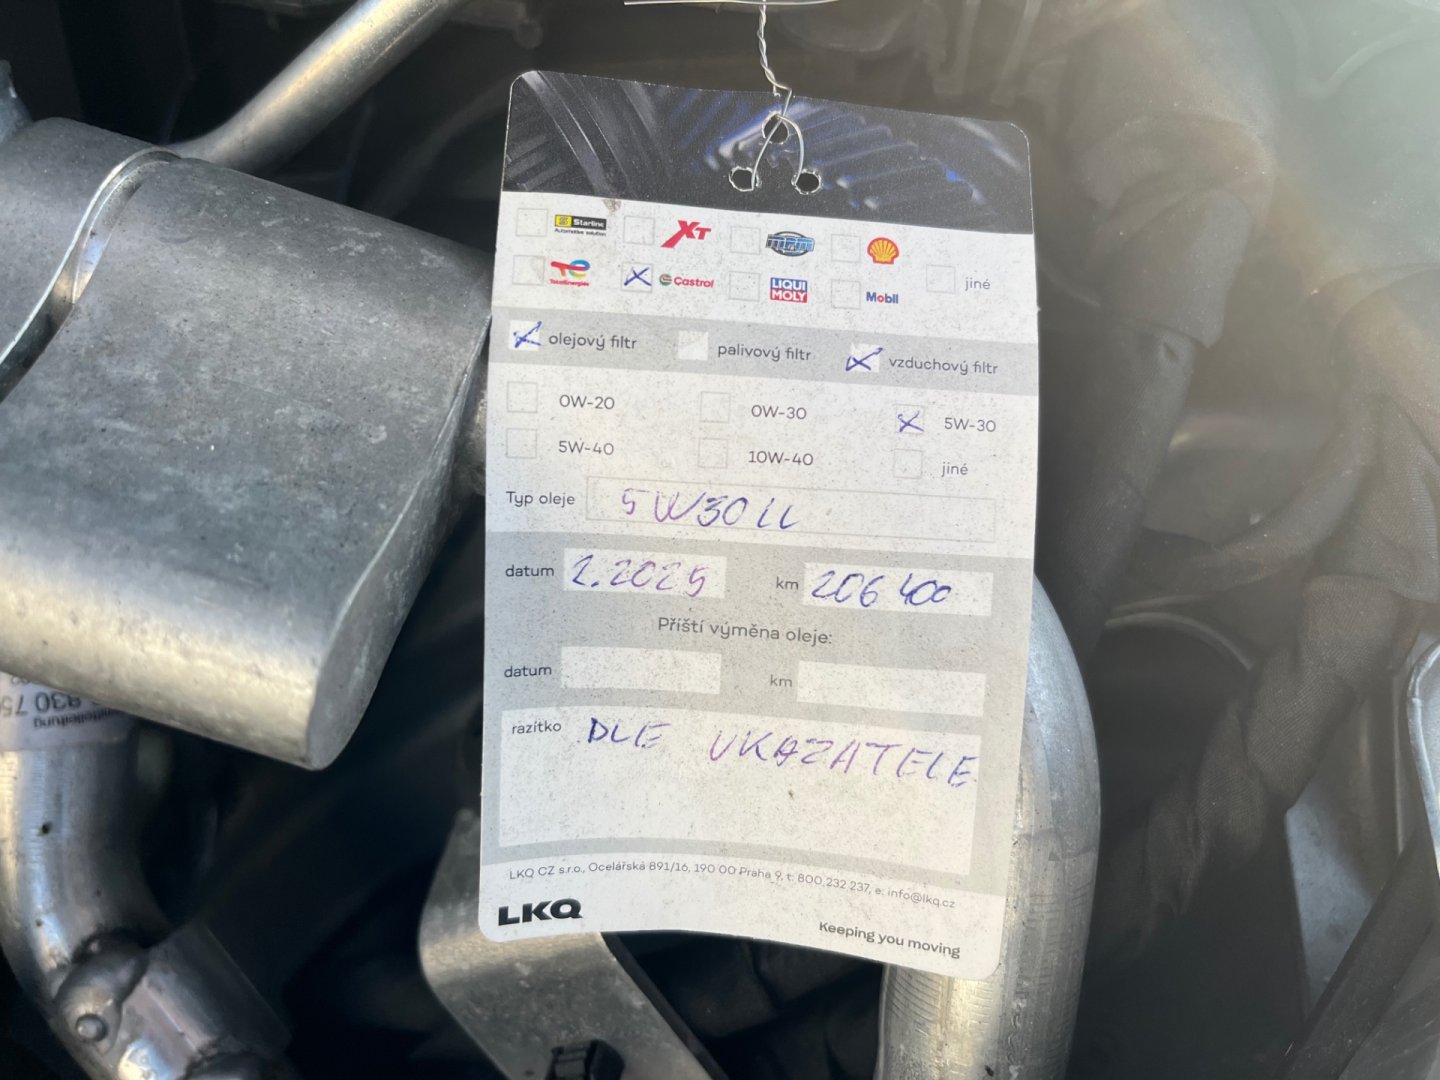 Starline
Automotive solution
XT
MPM
TotalEnergies
Castrol
LIQUI
MOLY
Mobil
jiné
olejový filtr
palivový filtr
vzduchový filtr
0W-20
0W-30
5W-30
5W-40
10W-40
jiné
Typ oleje 5W30 LL
datum 2.2025 km 206 400
Příští výměna oleje:
datum km
razítko DLE UKAZATELE
LKQ CZ s.r.o., Ocelářská 891/16, 190 00 Praha 9, t: 800 232 237, e: info@lkq.cz
LKQ
Keeping you moving